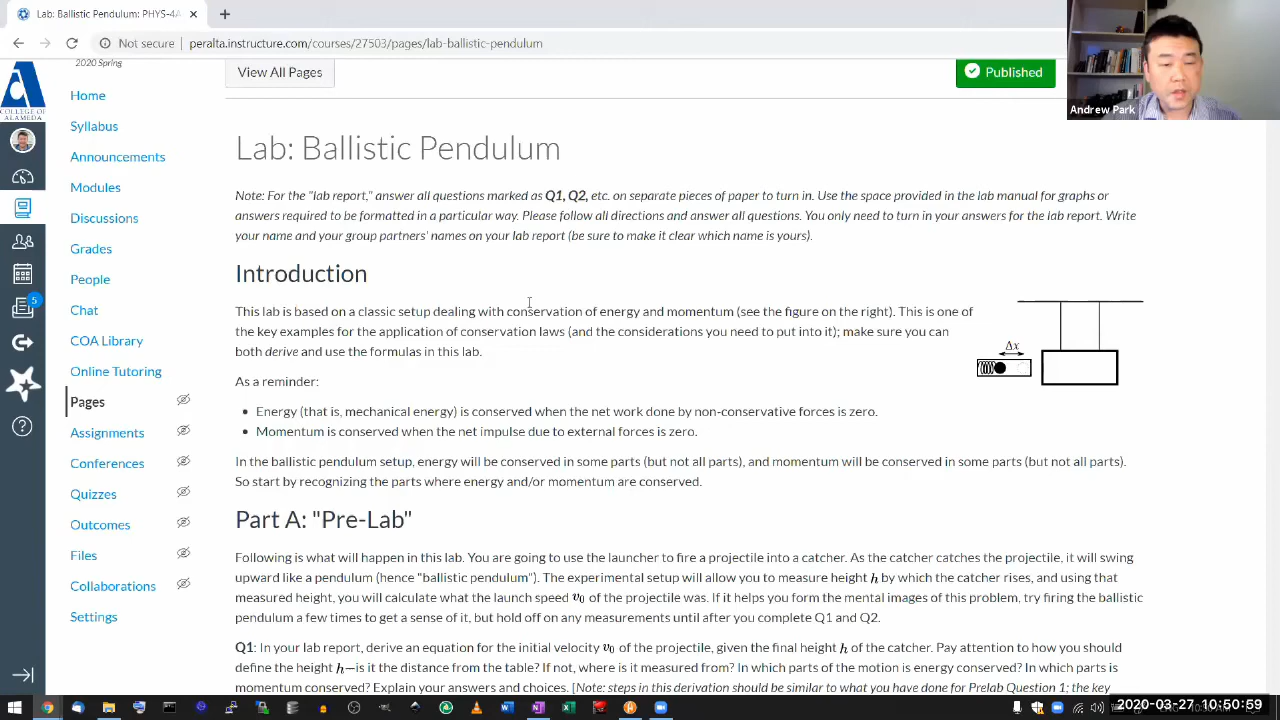 Lab: Ballistic Pendulum: PHYS-4A
Not secure
peralta.instructure.com/courses/27503/pages/lab-ballistic-pendulum
Andrew Park
COLLEGE OF
ALAMEDA
2020 Spring
Home
Syllabus
Announcements
Modules
Discussions
Grades
People
Chat
COA Library
Online Tutoring
Pages
Assignments
Conferences
Quizzes
Outcomes
Files
Collaborations
Settings
5
View All Pages
Published
Lab: Ballistic Pendulum
Note: For the "lab report," answer all questions marked as Q1, Q2, etc. on separate pieces of paper to turn in. Use the space provided in the lab manual for graphs or
answers required to be formatted in a particular way. Please follow all directions and answer all questions. You only need to turn in your answers for the lab report. Write
your name and your group partners' names on your lab report (be sure to make it clear which name is yours).
Introduction
This lab is based on a classic setup dealing with conservation of energy and momentum (see the figure on the right). This is one of
the key examples for the application of conservation laws (and the considerations you need to put into it); make sure you can
both derive and use the formulas in this lab.
Δx
As a reminder:
• Energy (that is, mechanical energy) is conserved when the net work done by non-conservative forces is zero.
• Momentum is conserved when the net impulse due to external forces is zero.
In the ballistic pendulum setup, energy will be conserved in some parts (but not all parts), and momentum will be conserved in some parts (but not all parts).
So start by recognizing the parts where energy and/or momentum are conserved.
Part A: "Pre-Lab"
Following is what will happen in this lab. You are going to use the launcher to fire a projectile into a catcher. As the catcher catches the projectile, it will swing
upward like a pendulum (hence "ballistic pendulum"). The experimental setup will allow you to measure height h by which the catcher rises, and using that
measured height, you will calculate what the launch speed v0 of the projectile was. If it helps you form the mental images of this problem, try firing the ballistic
pendulum a few times to get a sense of it, but hold off on any measurements until after you complete Q1 and Q2.
Q1: In your lab report, derive an equation for the initial velocity v0 of the projectile, given the final height h of the catcher. Pay attention to how you should
define the height h—is it the distance from the table? If not, where is it measured from? In which parts of the motion is energy conserved? In which parts is
momentum conserved? Explain your answers and choices. [Note: steps in this derivation should be similar to what you have done for Prelab Question 1; the key
2020-03-27 10:50:59